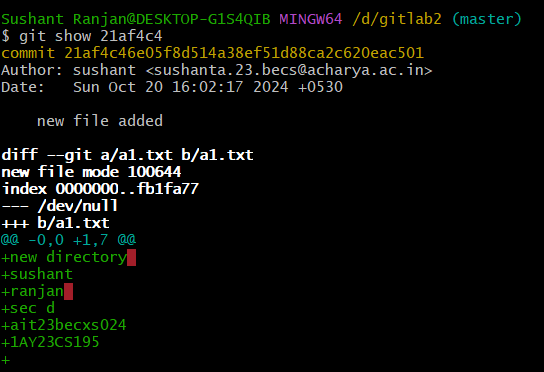 Sushant Ranjan@DESKTOP-G1S4QIB MINGW64 /d/gitlab2 (master)
$ git show 21af4c4
commit 21af4c46e05f8d514a38ef51d88ca2c620eac501
Author: sushant <sushanta.23.becs@acharya.ac.in>
Date:   Sun Oct 20 16:02:17 2024 +0530

    new file added

diff --git a/a1.txt b/a1.txt
new file mode 100644
index 0000000..fb1fa77
--- /dev/null
+++ b/a1.txt
@@ -0,0 +1,7 @@
+new directory
+sushant
+ranjan
+sec d
+ait23becxs024
+1AY23CS195
+